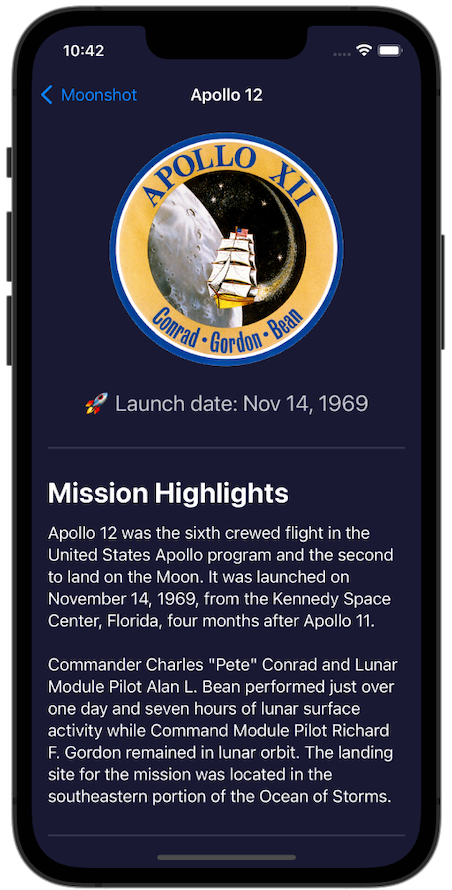 10:42
Moonshot
Apollo 12
APOLLO XII
Conrad • Gordon • Bean
🚀 Launch date: Nov 14, 1969
Mission Highlights
Apollo 12 was the sixth crewed flight in the
United States Apollo program and the second
to land on the Moon. It was launched on
November 14, 1969, from the Kennedy Space
Center, Florida, four months after Apollo 11.
Commander Charles "Pete" Conrad and Lunar
Module Pilot Alan L. Bean performed just over
one day and seven hours of lunar surface
activity while Command Module Pilot Richard
F. Gordon remained in lunar orbit. The landing
site for the mission was located in the
southeastern portion of the Ocean of Storms.